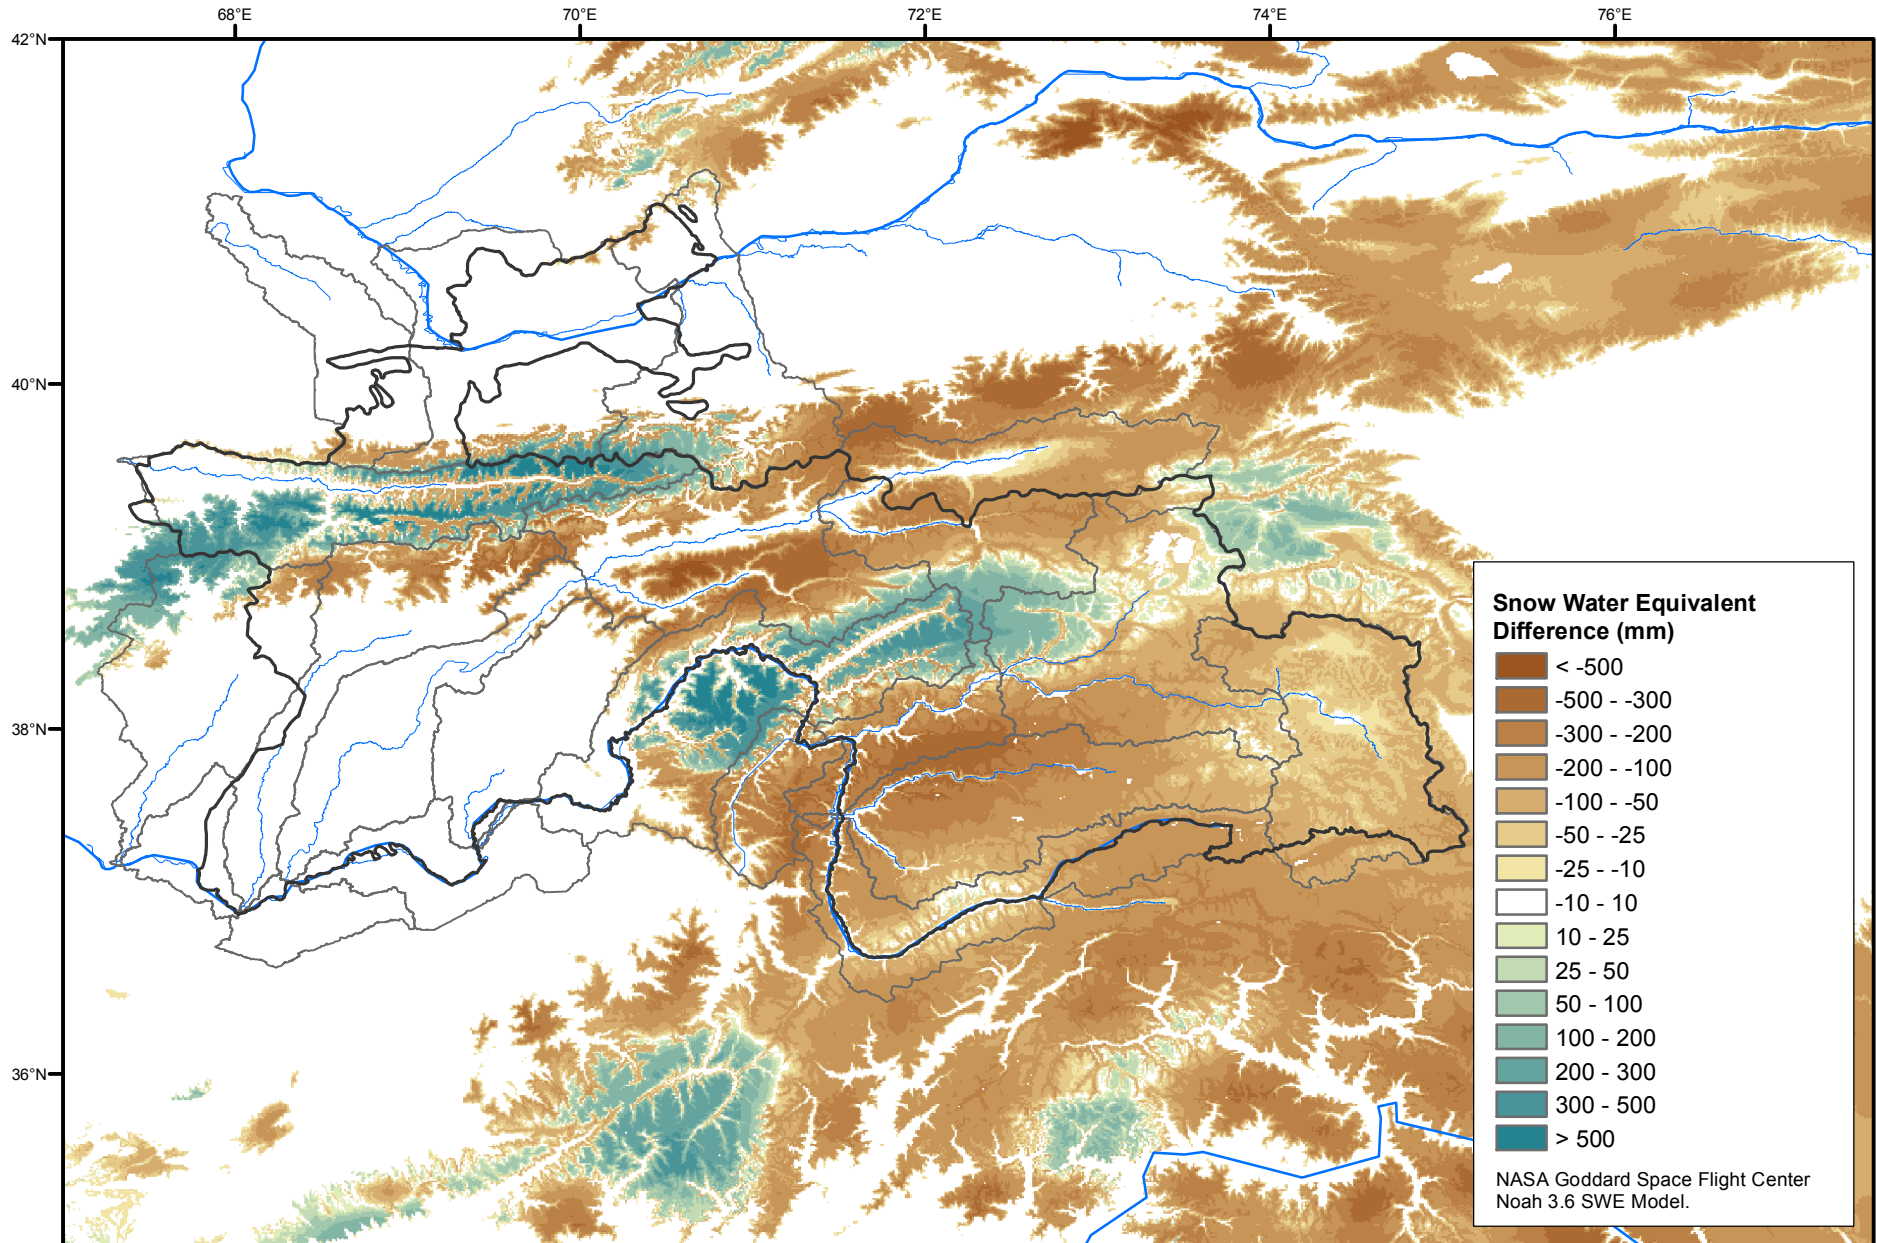 68°E 70°E 72°E 74°E 76°E
42°N
40°N
38°N
36°N
Snow Water Equivalent
Difference (mm)
< -500
-500 - -300
-300 - -200
-200 - -100
-100 - -50
-50 - -25
-25 - -10
-10 - 10
10 - 25
25 - 50
50 - 100
100 - 200
200 - 300
300 - 500
> 500
NASA Goddard Space Flight Center
Noah 3.6 SWE Model.